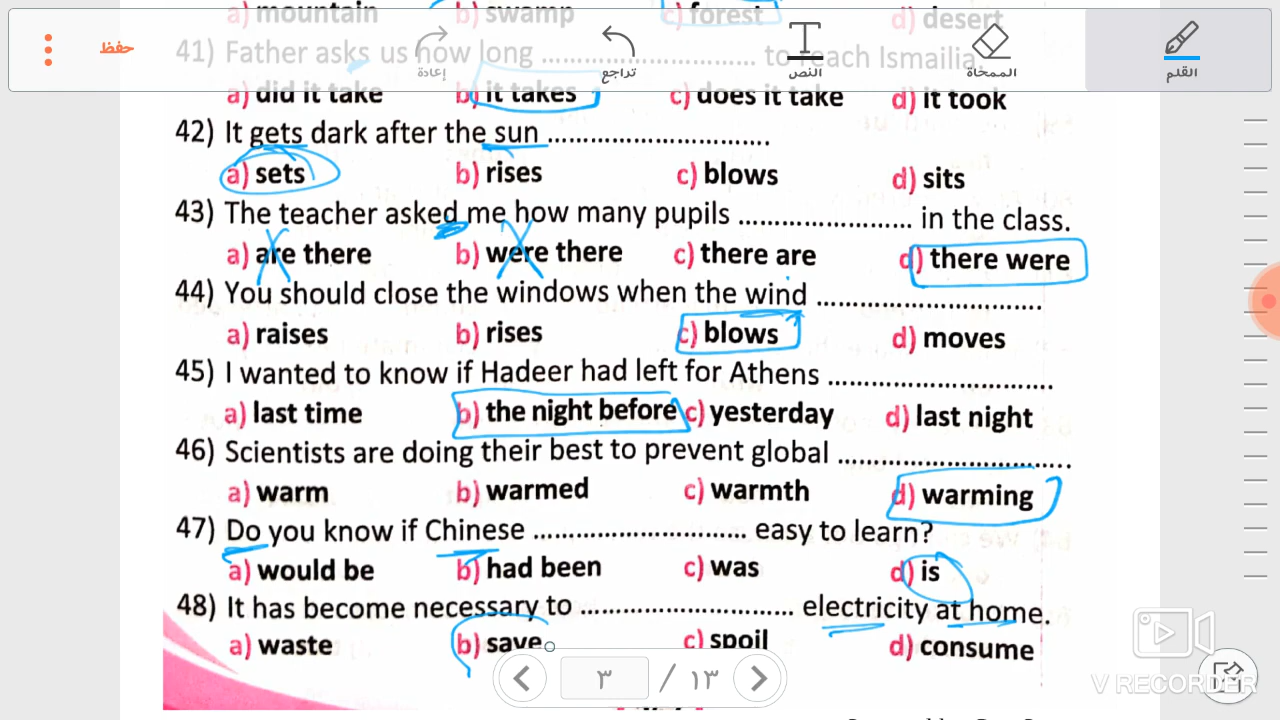 a) mountain b) swamp c) forest d) desert
حفظ إعادة تراجع النص الممحاة القلم
41) Father asks us how long .............................. to reach Ismailia.
a) did it take b) it takes c) does it take d) it took
42) It gets dark after the sun ..............................
a) sets b) rises c) blows d) sits
43) The teacher asked me how many pupils ........................ in the class.
a) are there b) were there c) there are d) there were
44) You should close the windows when the wind ..............................
a) raises b) rises c) blows d) moves
45) I wanted to know if Hadeer had left for Athens ..............................
a) last time b) the night before c) yesterday d) last night
46) Scientists are doing their best to prevent global ..............................
a) warm b) warmed c) warmth d) warming
47) Do you know if Chinese .............................. easy to learn?
a) would be b) had been c) was d) is
48) It has become necessary to .............................. electricity at home.
a) waste b) save c) spoil d) consume
٣ / ١٣
V RECORDER